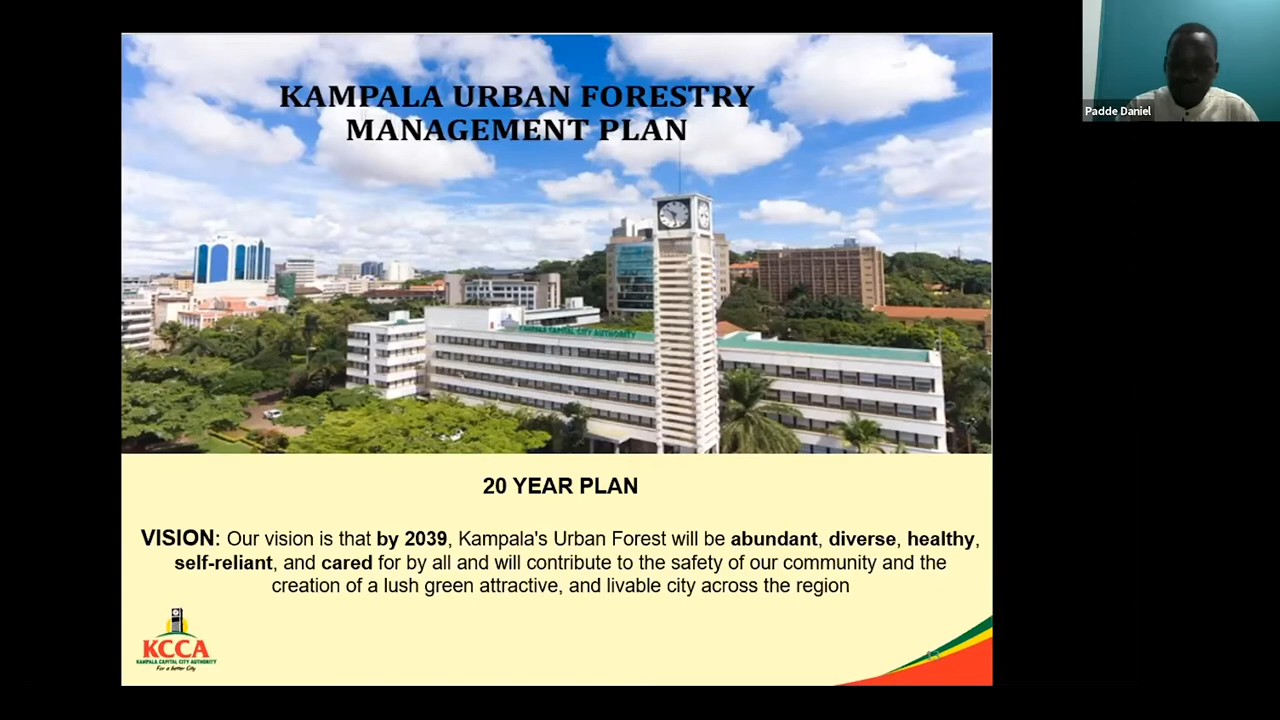 KAMPALA URBAN FORESTRY
MANAGEMENT PLAN
Padde Daniel
KAMPALA CAPITAL CITY AUTHORITY
20 YEAR PLAN
VISION: Our vision is that by 2039, Kampala's Urban Forest will be abundant, diverse, healthy,
self-reliant, and cared for by all and will contribute to the safety of our community and the
creation of a lush green attractive, and livable city across the region
KCCA
KAMPALA CAPITAL CITY AUTHORITY
For a better City